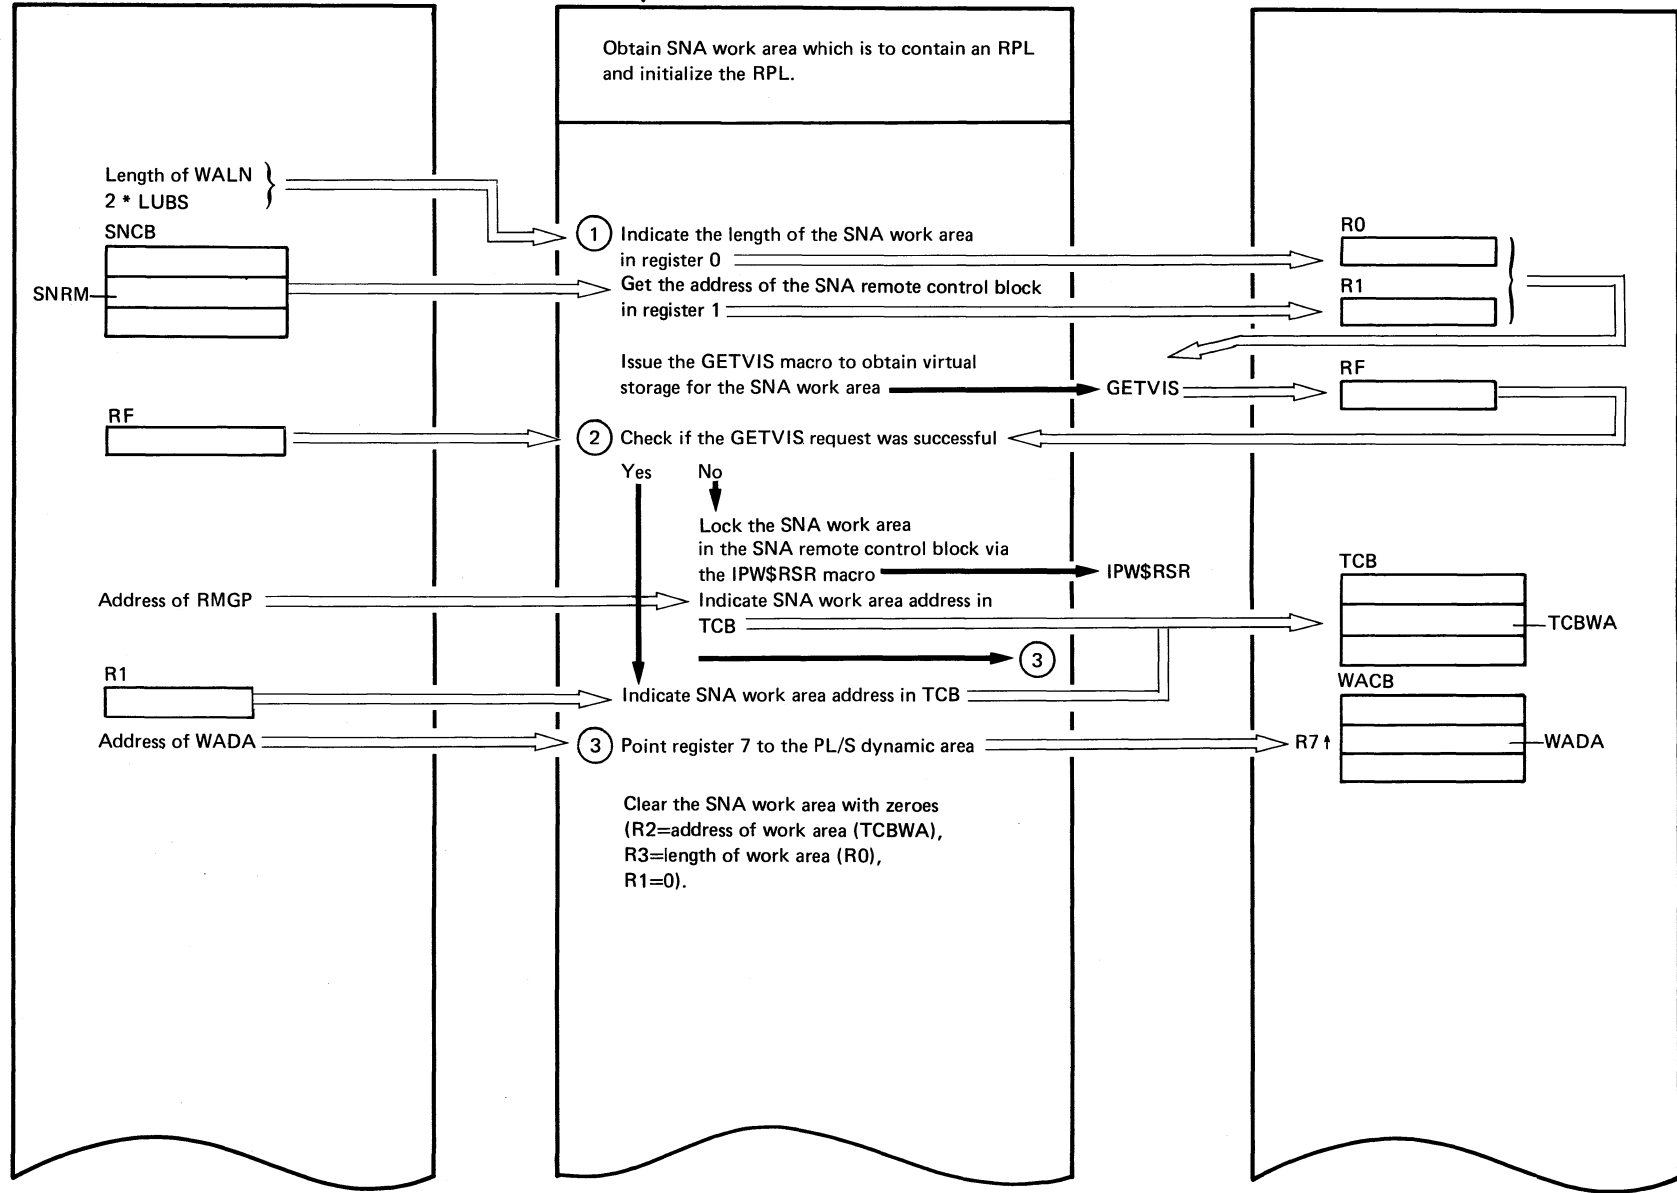 Obtain SNA work area which is to contain an RPL
and initialize the RPL.
Length of WALN
2 * LUBS
SNCB
SNRM
1 Indicate the length of the SNA work area
in register 0
Get the address of the SNA remote control block
in register 1
R0
R1
Issue the GETVIS macro to obtain virtual
storage for the SNA work area
GETVIS
RF
RF
2 Check if the GETVIS request was successful
Yes
No
Lock the SNA work area
in the SNA remote control block via
the IPW$RSR macro
IPW$RSR
Address of RMGP
Indicate SNA work area address in
TCB
TCB
TCBWA
3
R1
Indicate SNA work area address in TCB
WACB
Address of WADA
3 Point register 7 to the PL/S dynamic area
R7↑
WADA
Clear the SNA work area with zeroes
(R2=address of work area (TCBWA),
R3=length of work area (R0),
R1=0).